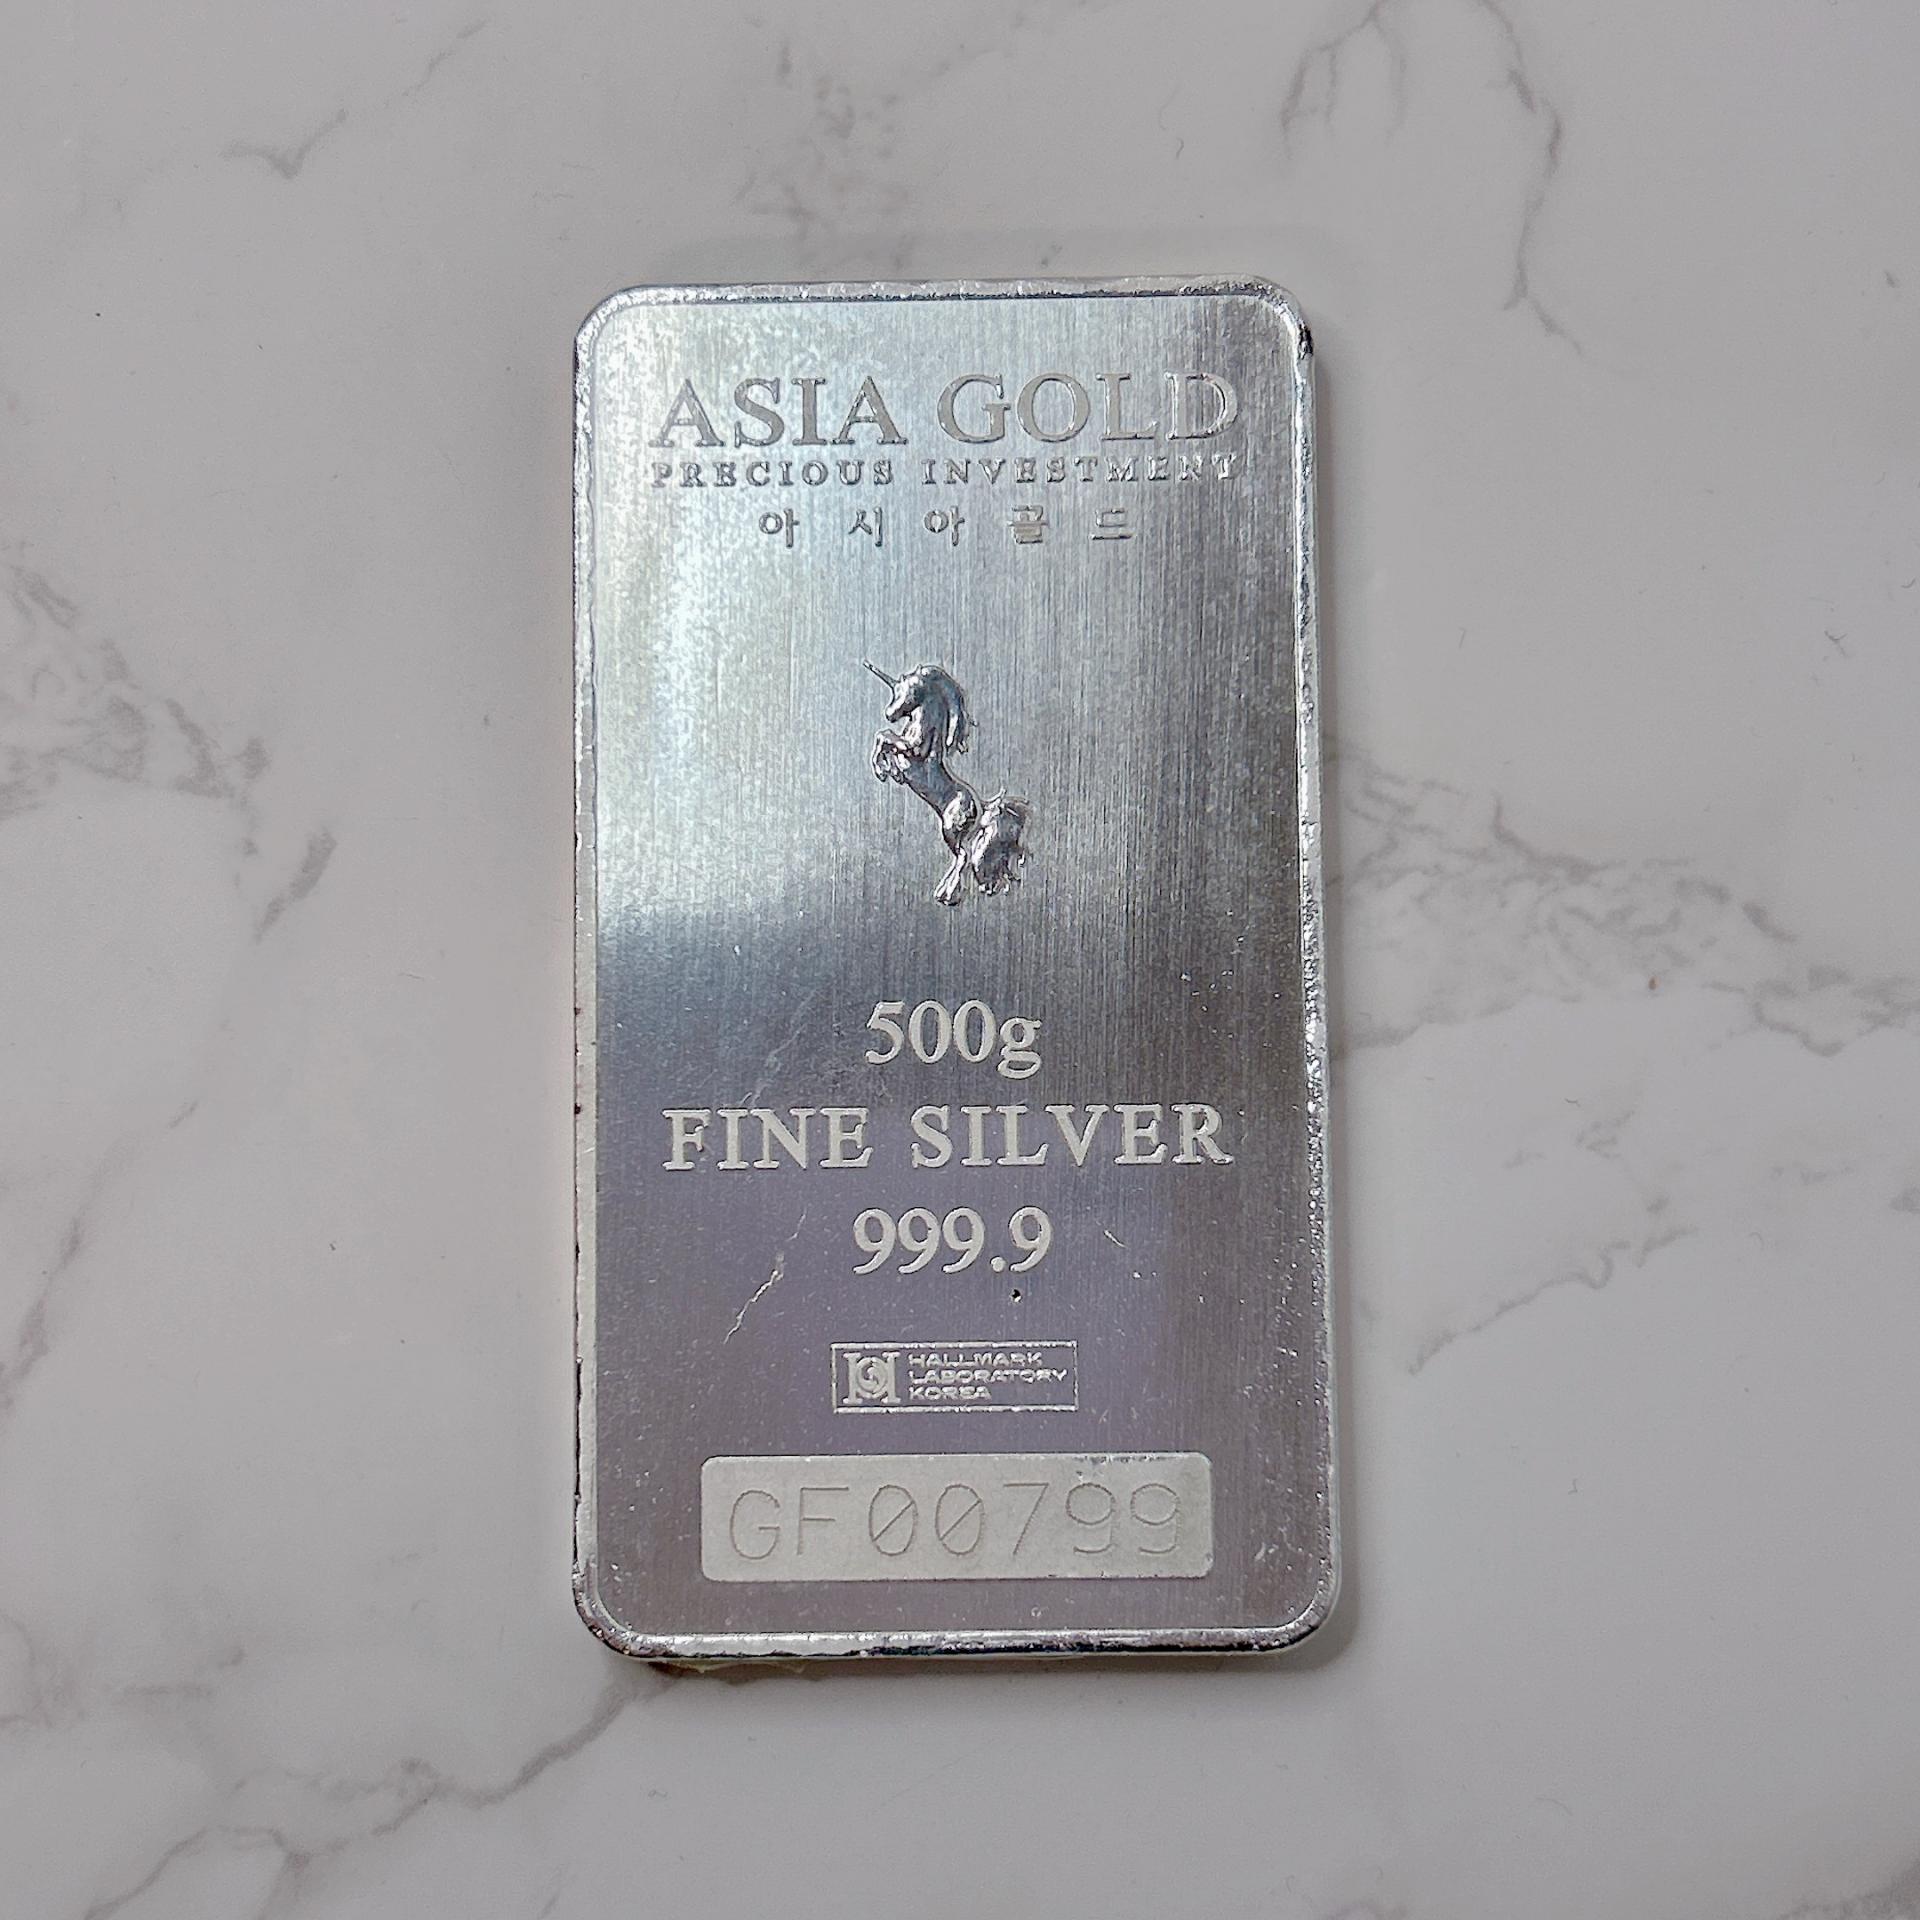 ASIA GOLD
PRECIOUS INVESTMENT
아시아골드
500g
FINE SILVER
999.9
HALLMARK
LABORATORY
KOREA
GF00799